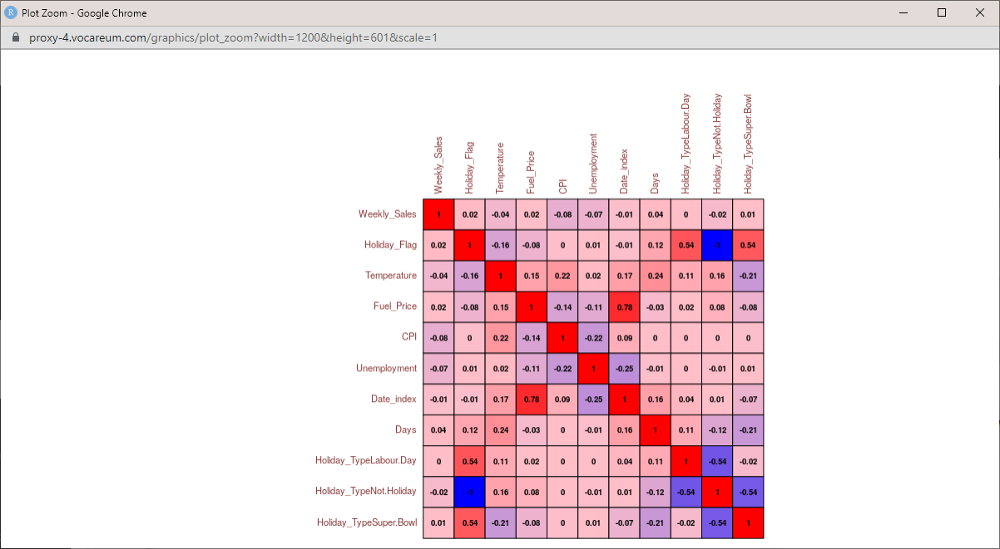 R Plot Zoom - Google Chrome
proxy-4.vocareum.com/graphics/plot_zoom?width=1200&height=601&scale=1
Weekly_Sales Holiday_Flag Temperature Fuel_Price CPI Unemployment Date_index Days Holiday_TypeLabour.Day Holiday_TypeNot.Holiday Holiday_TypeSuper.Bowl
Weekly_Sales 1 0.02 -0.04 0.02 -0.08 -0.07 -0.01 0.04 0 -0.02 0.01
Holiday_Flag 0.02 1 -0.16 -0.08 0 0.01 -0.01 0.12 0.54 -1 0.54
Temperature -0.04 -0.16 1 0.15 0.22 0.02 0.17 0.24 0.11 0.16 -0.21
Fuel_Price 0.02 -0.08 0.15 1 -0.14 -0.11 0.78 -0.03 0.02 0.08 -0.08
CPI -0.08 0 0.22 -0.14 1 -0.22 0.09 0 0 0 0
Unemployment -0.07 0.01 0.02 -0.11 -0.22 1 -0.25 -0.01 0 -0.01 0.01
Date_index -0.01 -0.01 0.17 0.78 0.09 -0.25 1 0.16 0.04 0.01 -0.07
Days 0.04 0.12 0.24 -0.03 0 -0.01 0.16 1 0.11 -0.12 -0.21
Holiday_TypeLabour.Day 0 0.54 0.11 0.02 0 0 0.04 0.11 1 -0.54 -0.02
Holiday_TypeNot.Holiday -0.02 -1 0.16 0.08 0 -0.01 0.01 -0.12 -0.54 1 -0.54
Holiday_TypeSuper.Bowl 0.01 0.54 -0.21 -0.08 0 0.01 -0.07 -0.21 -0.02 -0.54 1